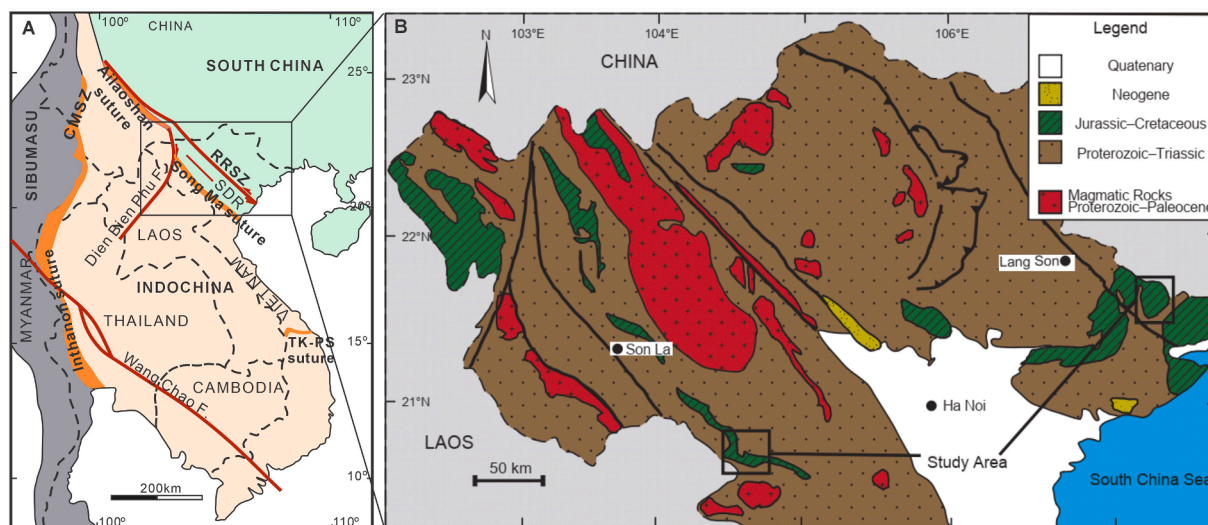 A
100°
110°
CHINA
SOUTH CHINA
25°
Ailaoshan
suture
CMSZ
SIBUMASU
RRSZ
SDR
Song Ma suture
20°
Dien Bien Phu F.
LAOS
VIETNAM
INDOCHINA
MYANMAR
Inthanon suture
THAILAND
TK-PS
suture
15°
Wang Chao F.
CAMBODIA
10°
200km
100°
110°
B
103°E
104°E
106°E
N
CHINA
23°N
22°N
21°N
Lang Son
Son La
Ha Noi
LAOS
50 km
Study Area
South China Sea
Legend
Quatenary
Neogene
Jurassic–Cretaceous
Proterozoic–Triassic
Magmatic Rocks
Proterozoic–Paleocene